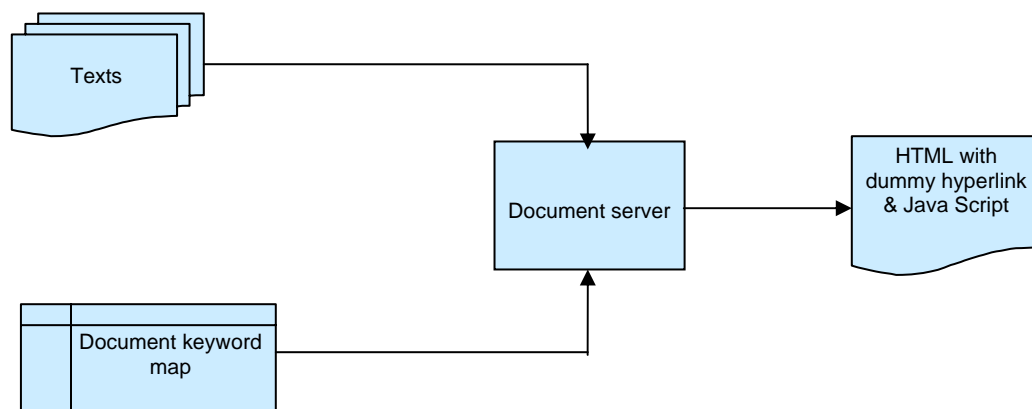 Texts
HTML with
dummy hyperlink
& Java Script
Document server
Document keyword
map